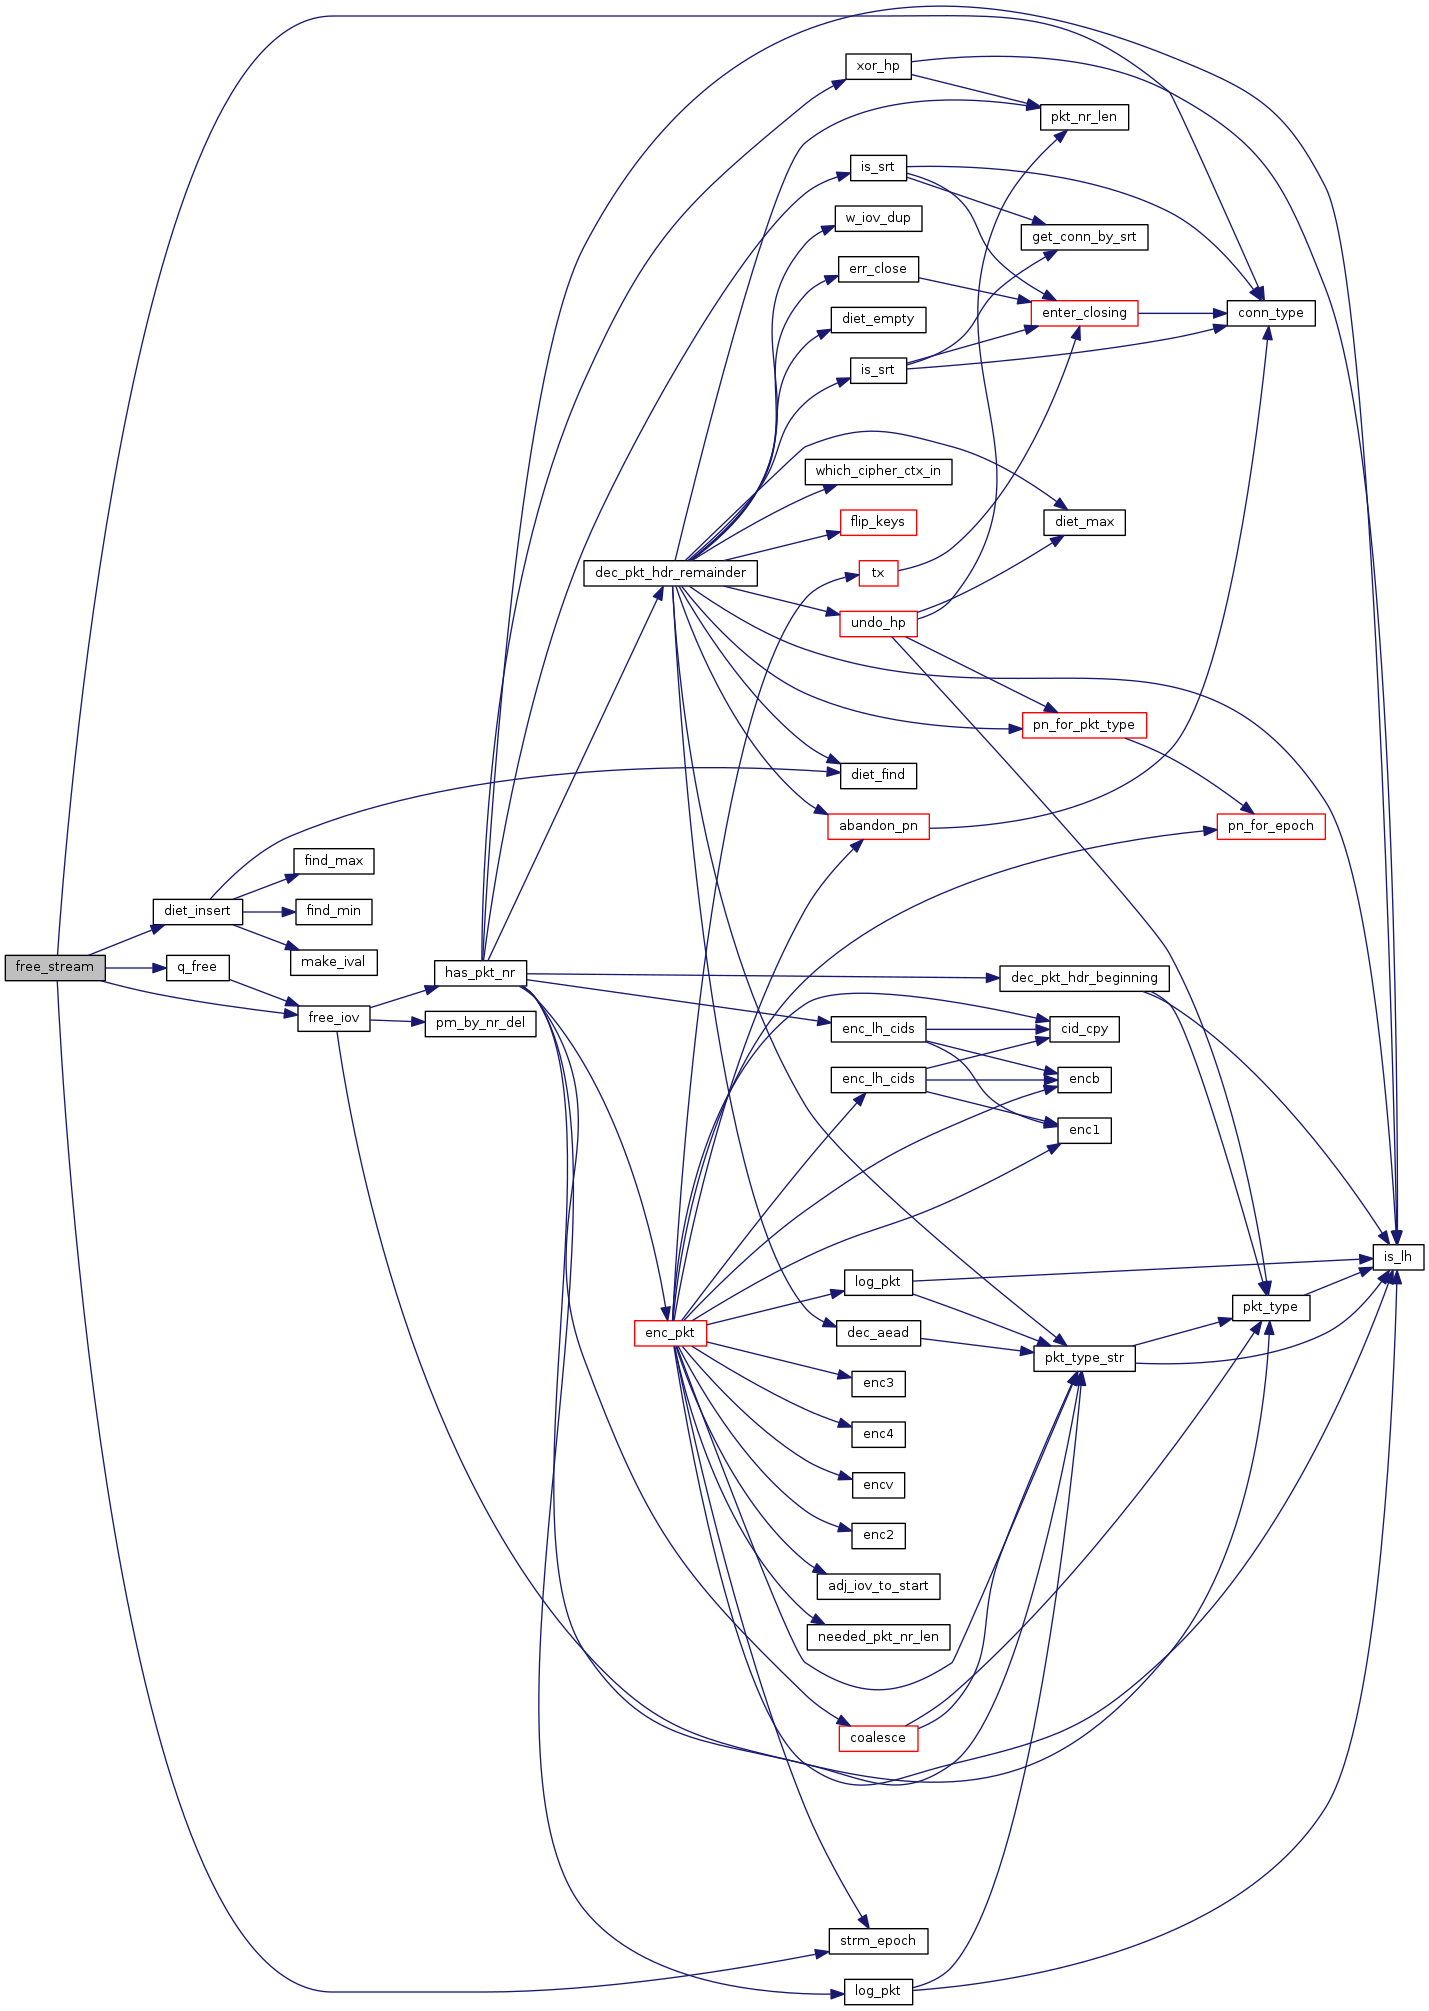 xor_hp
pkt_nr_len
is_srt
w_iov_dup
get_conn_by_srt
err_close
enter_closing
conn_type
diet_empty
is_srt
which_cipher_ctx_in
flip_keys
diet_max
dec_pkt_hdr_remainder
tx
undo_hp
pn_for_pkt_type
diet_find
abandon_pn
pn_for_epoch
find_max
diet_insert
find_min
make_ival
free_stream
q_free
has_pkt_nr
dec_pkt_hdr_beginning
free_iov
pm_by_nr_del
enc_lh_cids
cid_cpy
enc_lh_cids
encb
enc1
is_lh
log_pkt
pkt_type
enc_pkt
dec_aead
pkt_type_str
enc3
enc4
encv
enc2
adj_iov_to_start
needed_pkt_nr_len
coalesce
strm_epoch
log_pkt